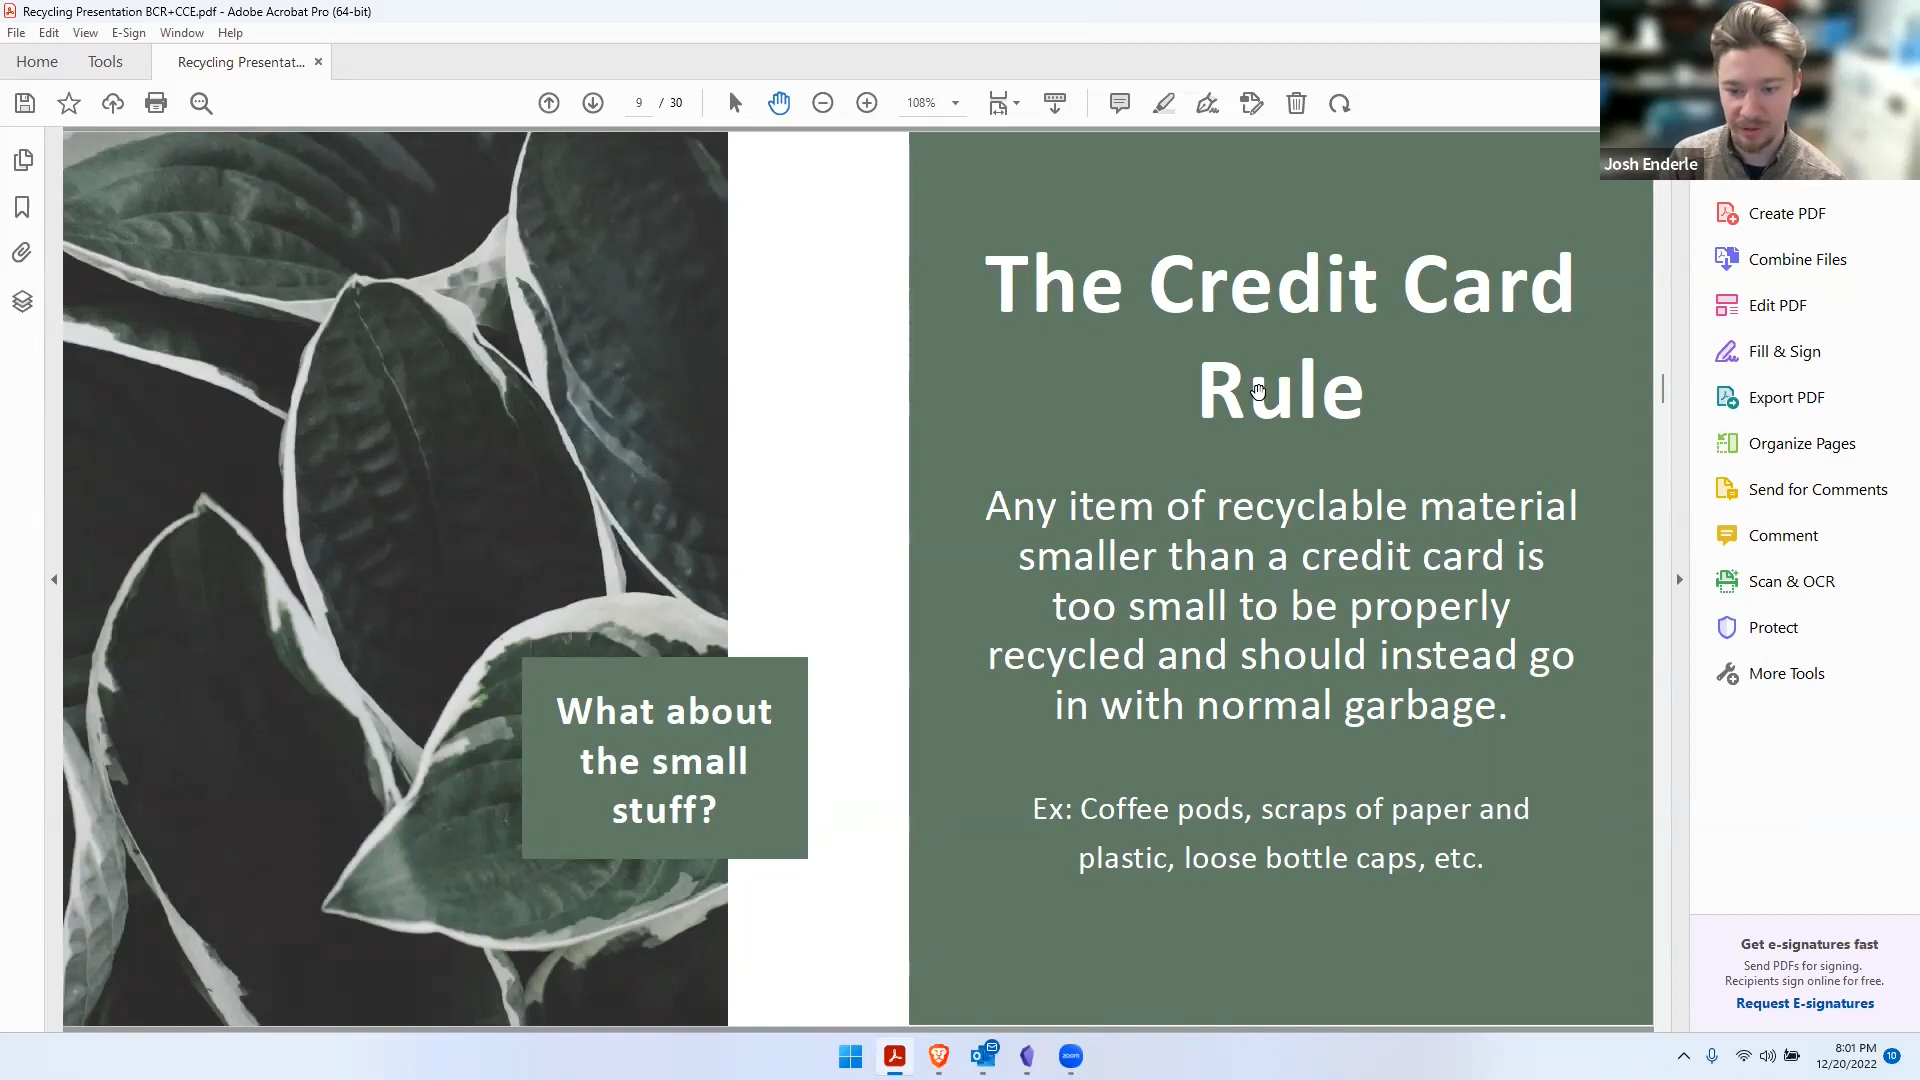 Recycling Presentation BCR+CCE.pdf - Adobe Acrobat Pro (64-bit)
File Edit View E-Sign Window Help
Home Tools Recycling Presentat... ×
9 / 30 108%
Josh Enderle
The Credit Card
Rule
Any item of recyclable material
smaller than a credit card is
too small to be properly
recycled and should instead go
in with normal garbage.
Ex: Coffee pods, scraps of paper and
plastic, loose bottle caps, etc.
What about
the small
stuff?
Create PDF
Combine Files
Edit PDF
Fill & Sign
Export PDF
Organize Pages
Send for Comments
Comment
Scan & OCR
Protect
More Tools
Get e-signatures fast
Send PDFs for signing.
Recipients sign online for free.
Request E-signatures
zoom
8:01 PM
12/20/2022
10